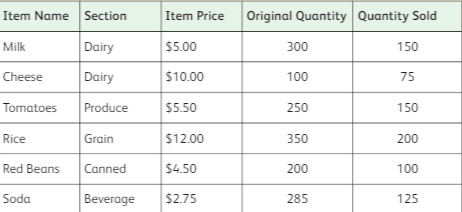 Item Name Section Item Price Original Quantity Quantity Sold
Milk Dairy $5.00 300 150
Cheese Dairy $10.00 100 75
Tomatoes Produce $5.50 250 150
Rice Grain $12.00 350 200
Red Beans Canned $4.50 200 100
Soda Beverage $2.75 285 125